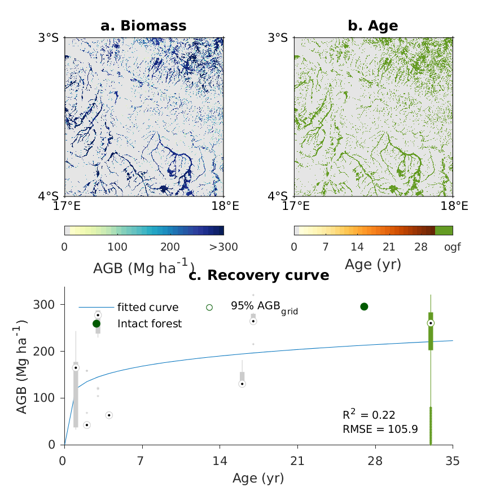 a. Biomass
b. Age
3°S
3°S
4°S
4°S
17°E
18°E
17°E
18°E
0
100
200
>300
0
7
14
21
28
ogf
AGB (Mg ha⁻¹)
Age (yr)
c. Recovery curve
fitted curve
95% AGB_grid
Intact forest
300
200
100
0
AGB (Mg ha⁻¹)
R² = 0.22
RMSE = 105.9
0
7
14
21
28
35
Age (yr)